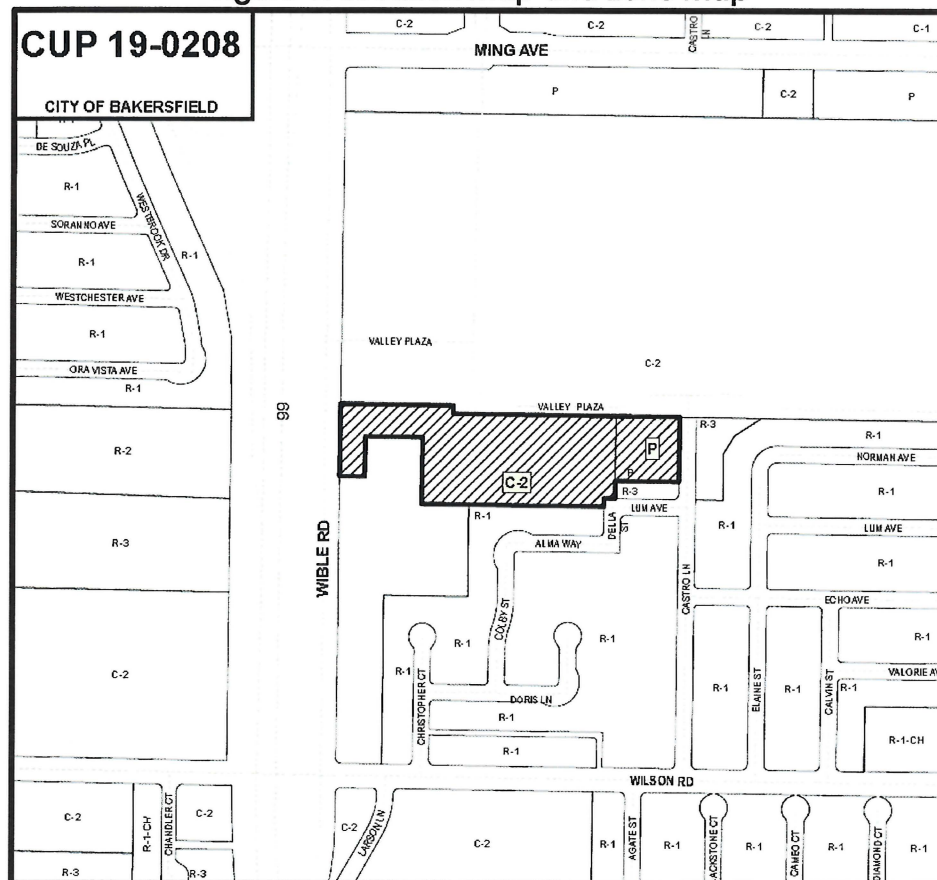 CUP 19-0208
CITY OF BAKERSFIELD
C-2
C-2
CASTRO LN
C-2
C-1
MING AVE
P
C-2
P
DE SOUZA PL
R-1
WESTBROOK DR
SORANNO AVE
R-1
R-1
WESTCHESTER AVE
R-1
ORA VISTA AVE
R-1
VALLEY PLAZA
C-2
99
VALLEY PLAZA
R-2
R-3
R-1
NORMAN AVE
P
P
C-2
R-3
R-1
R-1
LUM AVE
DELLA ST
R-1
LUM AVE
R-3
ALMA WAY
R-1
WIBLE RD
CASTRO LN
ECHO AVE
COLBY ST
R-1
R-1
R-1
R-1
C-2
CHRISTOPHER CT
DORIS LN
R-1
ELAINE ST
R-1
CALVIN ST
R-1
VALORIE AV
R-1
R-1
R-1-CH
WILSON RD
C-2
R-1-CH
CHANDLER CT
C-2
C-2
LARSON LN
C-2
R-1
AGATE ST
R-1
ACKSTONE CT
R-1
CAMEO CT
R-1
DIAMOND CT
R-1
R-3
R-3